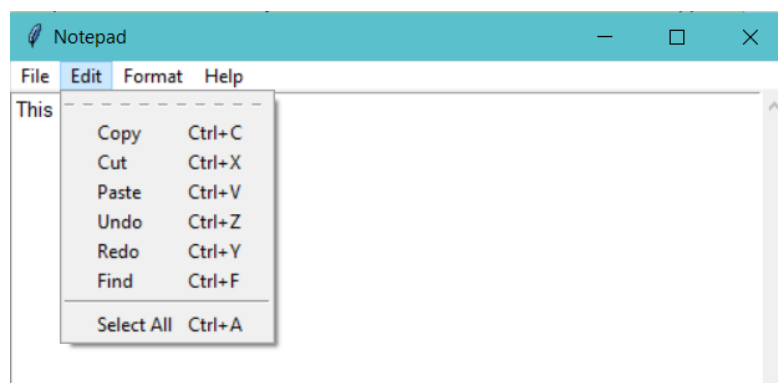 Notepad
File Edit Format Help
This
Copy Ctrl+C
Cut Ctrl+X
Paste Ctrl+V
Undo Ctrl+Z
Redo Ctrl+Y
Find Ctrl+F
Select All Ctrl+A